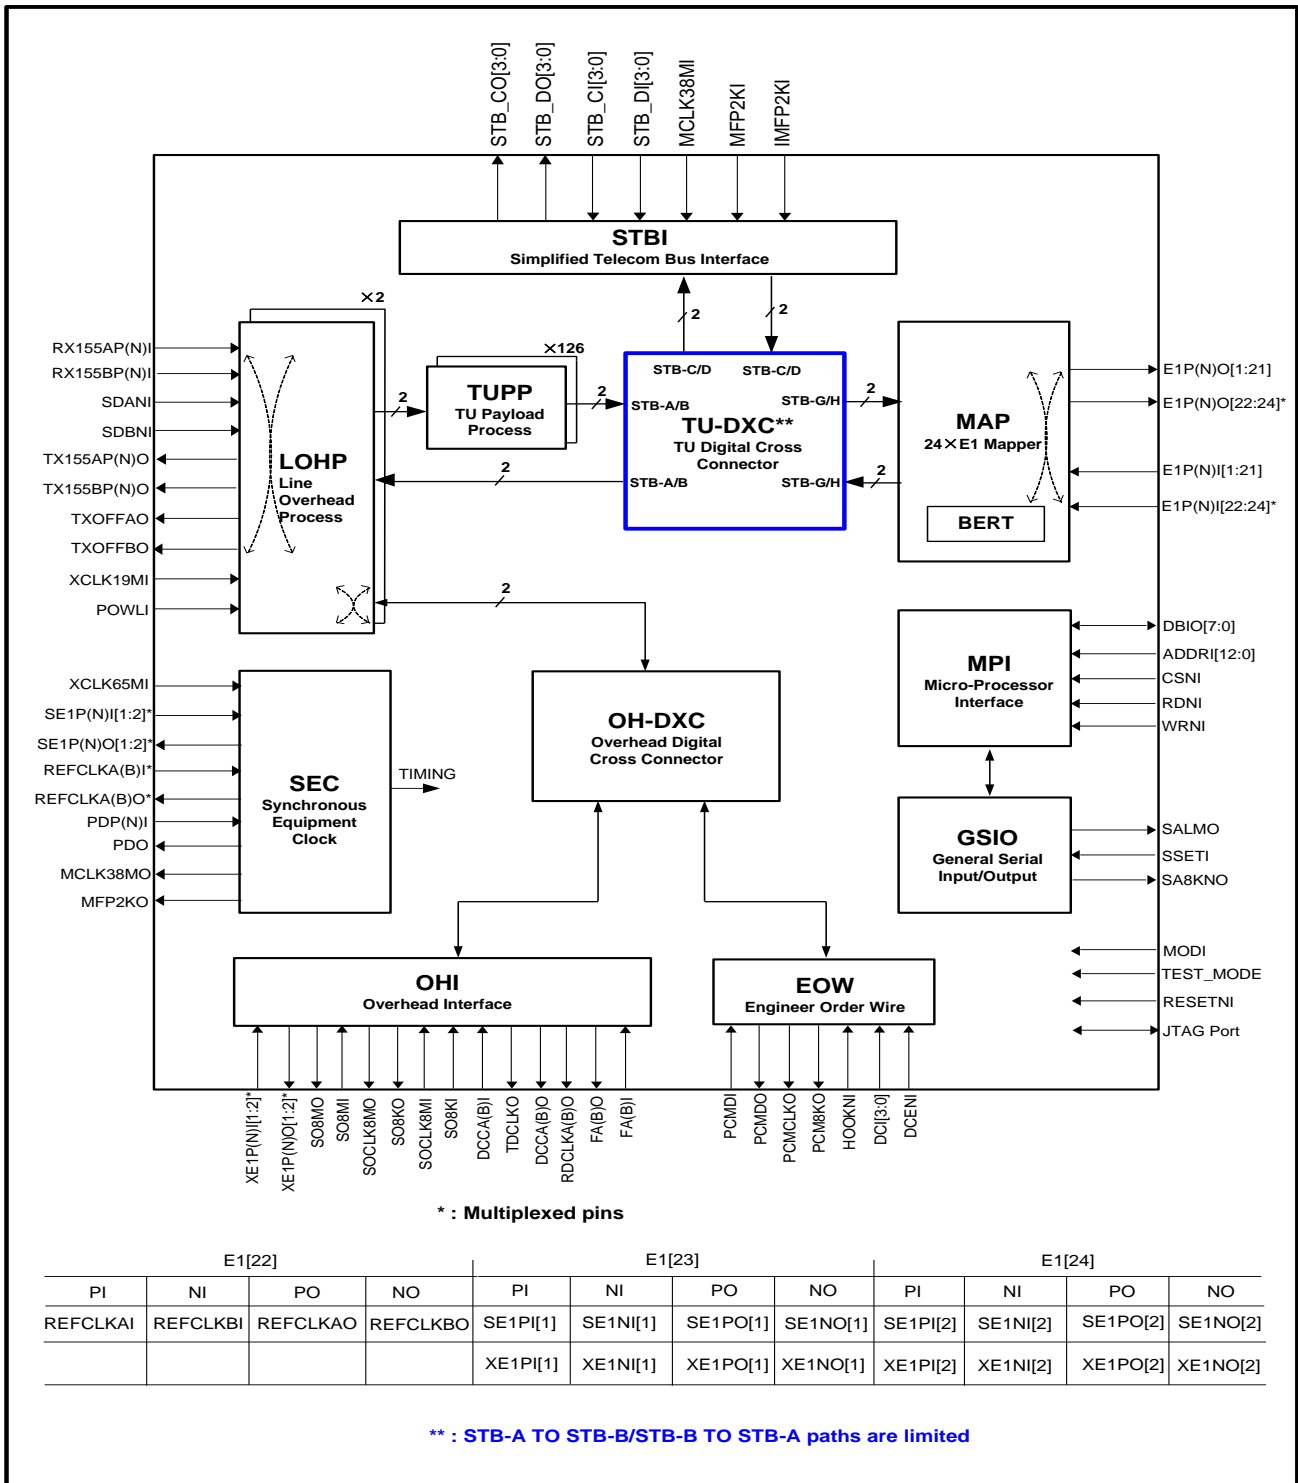 STB_CO[3:0]
STB_DO[3:0]
STB_CI[3:0]
STB_DI[3:0]
MCLK38MI
MFP2KI
IMFP2KI
STBI
Simplified Telecom Bus Interface
×2
2
2
RX155AP(N)I
RX155BP(N)I
SDANI
SDBNI
TX155AP(N)O
TX155BP(N)O
TXOFFAO
TXOFFBO
XCLK19MI
POWLI
LOHP
Line
Overhead
Process
2
×126
TUPP
TU Payload
Process
2
2
STB-C/D
STB-C/D
STB-A/B
STB-G/H
TU-DXC**
TU Digital Cross
Connector
STB-A/B
STB-G/H
2
2
MAP
24×E1 Mapper
BERT
E1P(N)O[1:21]
E1P(N)O[22:24]*
E1P(N)I[1:21]
E1P(N)I[22:24]*
2
MPI
Micro-Processor
Interface
DBIO[7:0]
ADDRI[12:0]
CSNI
RDNI
WRNI
XCLK65MI
SE1P(N)I[1:2]*
SE1P(N)O[1:2]*
REFCLKA(B)I*
REFCLKA(B)O*
PDP(N)I
PDO
MCLK38MO
MFP2KO
SEC
Synchronous
Equipment
Clock
TIMING
OH-DXC
Overhead Digital
Cross Connector
GSIO
General Serial
Input/Output
SALMO
SSETI
SA8KNO
MODI
TEST_MODE
RESETNI
JTAG Port
OHI
Overhead Interface
EOW
Engineer Order Wire
XE1P(N)I[1:2]*
XE1P(N)O[1:2]*
SO8MO
SO8MI
SOCLK8MO
SO8KO
SOCLK8MI
SO8KI
DCCA(B)I
TDCLKO
DCCA(B)O
RDCLKA(B)O
FA(B)O
FA(B)I
PCMDI
PCMDO
PCMCLKO
PCM8KO
HOOKNI
DCI[3:0]
DCENI
* : Multiplexed pins
E1[22] E1[23] E1[24]
PI NI PO NO PI NI PO NO PI NI PO NO
REFCLKAI REFCLKBI REFCLKAO REFCLKBO SE1PI[1] SE1NI[1] SE1PO[1] SE1NO[1] SE1PI[2] SE1NI[2] SE1PO[2] SE1NO[2]
XE1PI[1] XE1NI[1] XE1PO[1] XE1NO[1] XE1PI[2] XE1NI[2] XE1PO[2] XE1NO[2]
** : STB-A TO STB-B/STB-B TO STB-A paths are limited